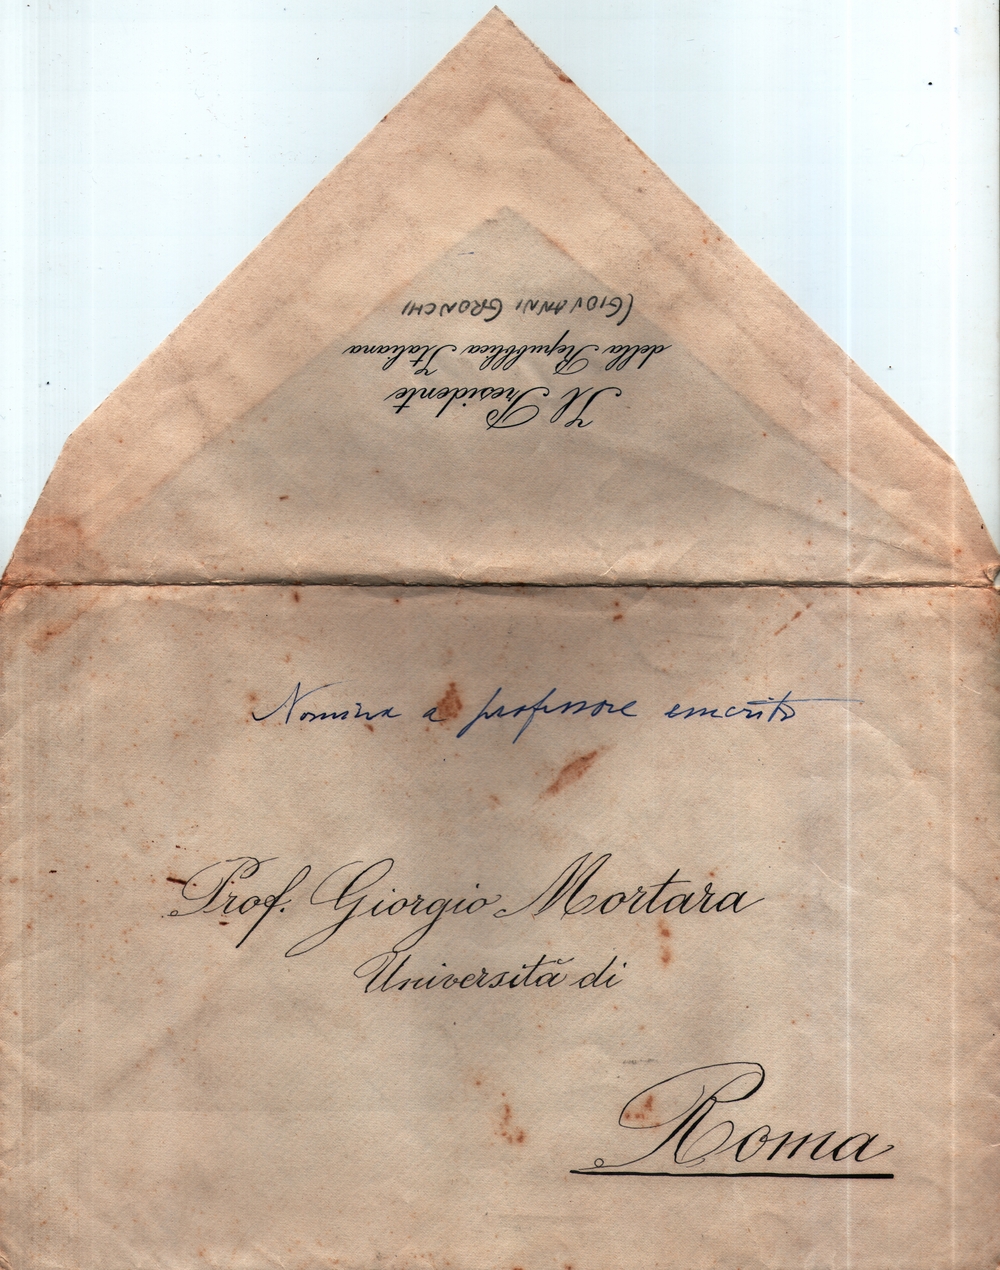 (GIOVANNI GRONCHI
della Repubblica Italiana
Il Presidente
Nomina a professore emerito
Prof. Giorgio Mortara
Università di
Roma